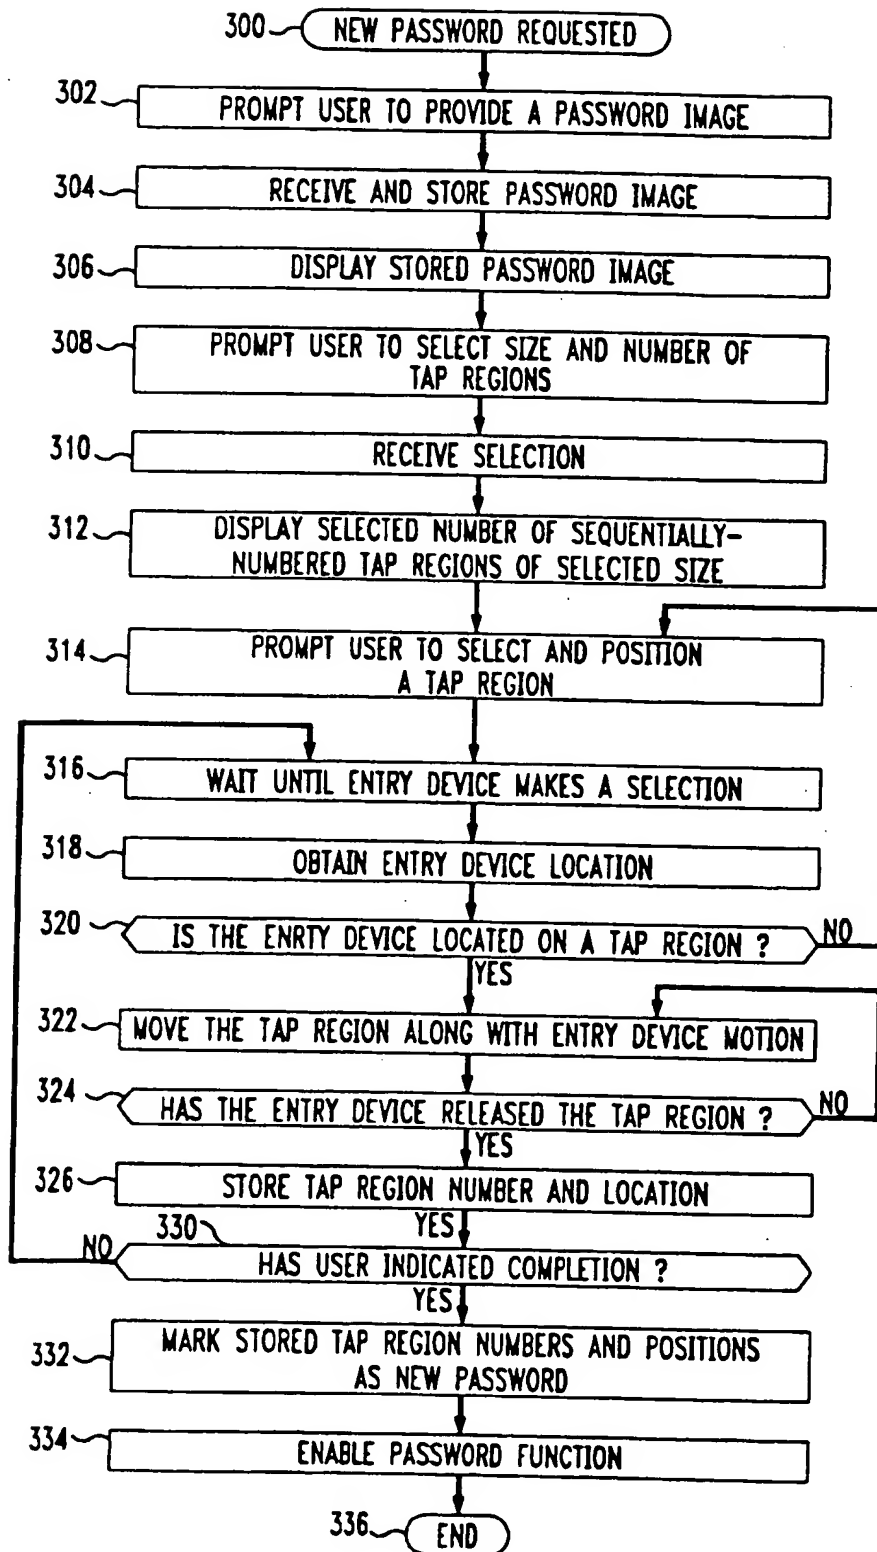 300 NEW PASSWORD REQUESTED
302 PROMPT USER TO PROVIDE A PASSWORD IMAGE
304 RECEIVE AND STORE PASSWORD IMAGE
306 DISPLAY STORED PASSWORD IMAGE
308 PROMPT USER TO SELECT SIZE AND NUMBER OF
TAP REGIONS
310 RECEIVE SELECTION
312 DISPLAY SELECTED NUMBER OF SEQUENTIALLY-
NUMBERED TAP REGIONS OF SELECTED SIZE
314 PROMPT USER TO SELECT AND POSITION
A TAP REGION
316 WAIT UNTIL ENTRY DEVICE MAKES A SELECTION
318 OBTAIN ENTRY DEVICE LOCATION
320 IS THE ENRTY DEVICE LOCATED ON A TAP REGION ? NO
YES
322 MOVE THE TAP REGION ALONG WITH ENTRY DEVICE MOTION
324 HAS THE ENTRY DEVICE RELEASED THE TAP REGION ? NO
YES
326 STORE TAP REGION NUMBER AND LOCATION
330 YES
NO HAS USER INDICATED COMPLETION ?
YES
332 MARK STORED TAP REGION NUMBERS AND POSITIONS
AS NEW PASSWORD
334 ENABLE PASSWORD FUNCTION
336 END